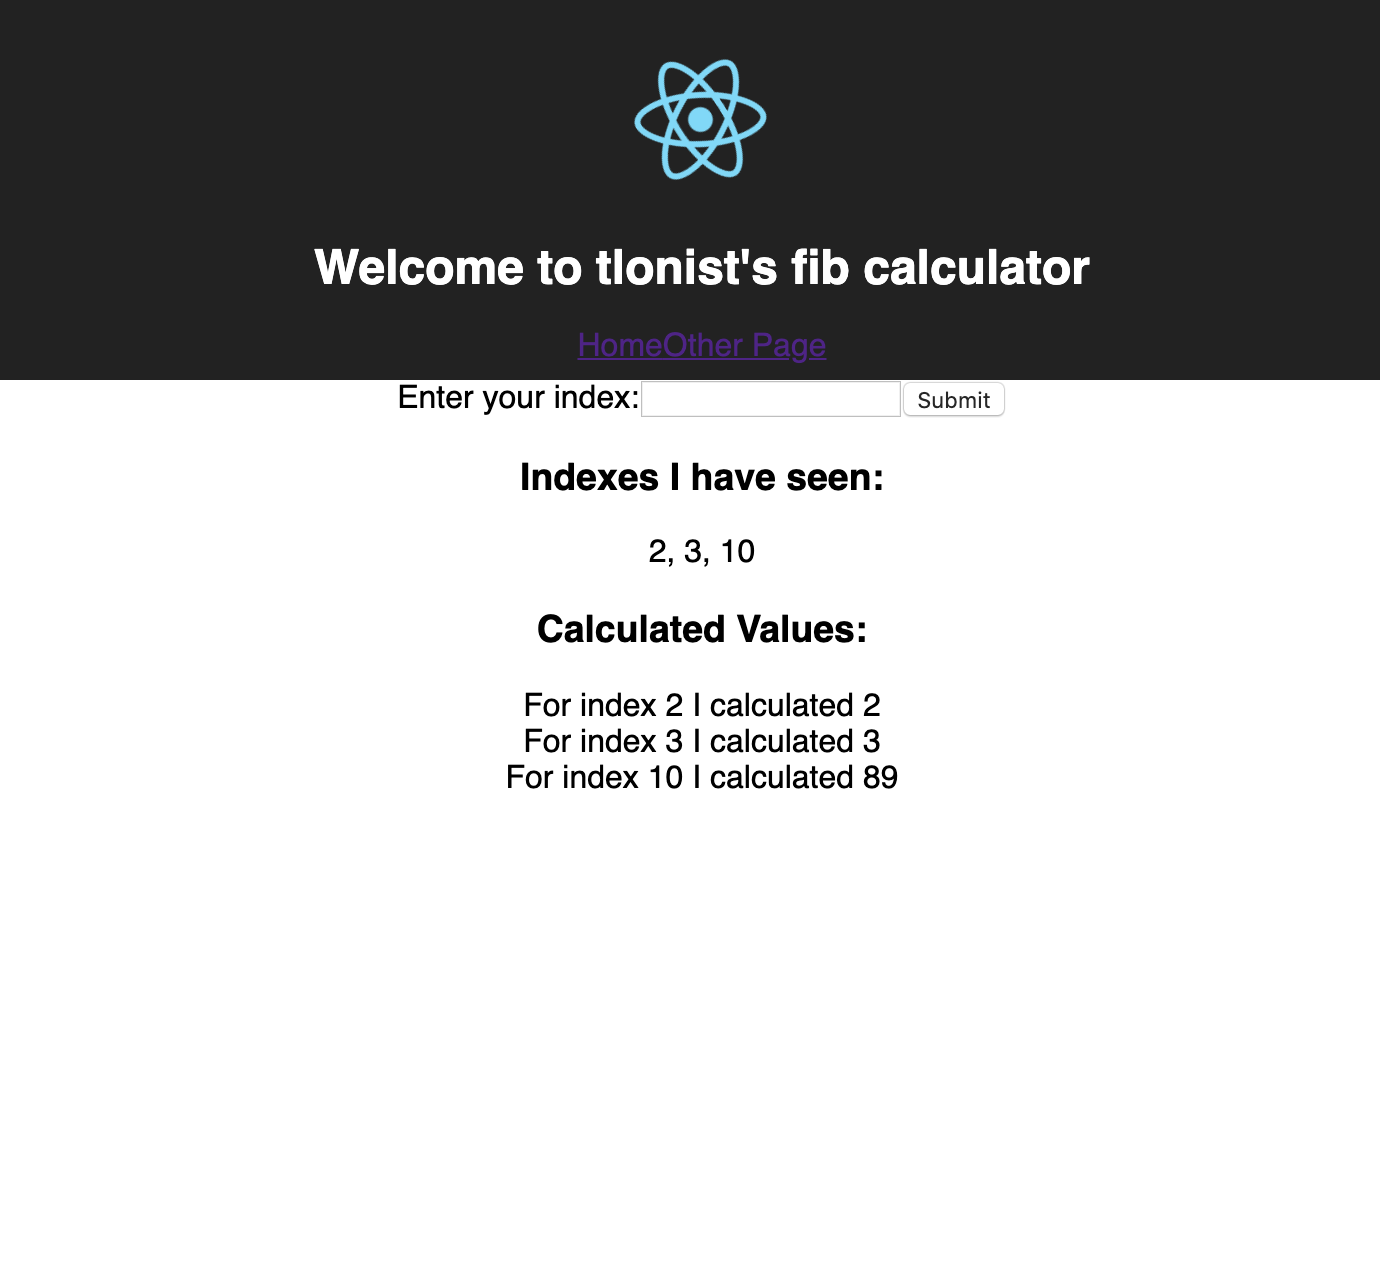 Welcome to tlonist's fib calculator
HomeOther Page
Enter your index: Submit
Indexes I have seen:
2, 3, 10
Calculated Values:
For index 2 I calculated 2
For index 3 I calculated 3
For index 10 I calculated 89